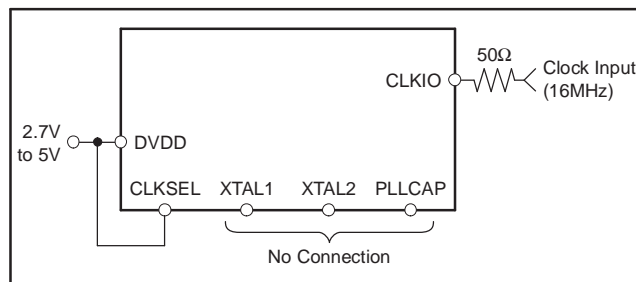 50Ω
CLKIO
Clock Input
(16MHz)
2.7V
to 5V
DVDD
CLKSEL XTAL1 XTAL2 PLLCAP
No Connection